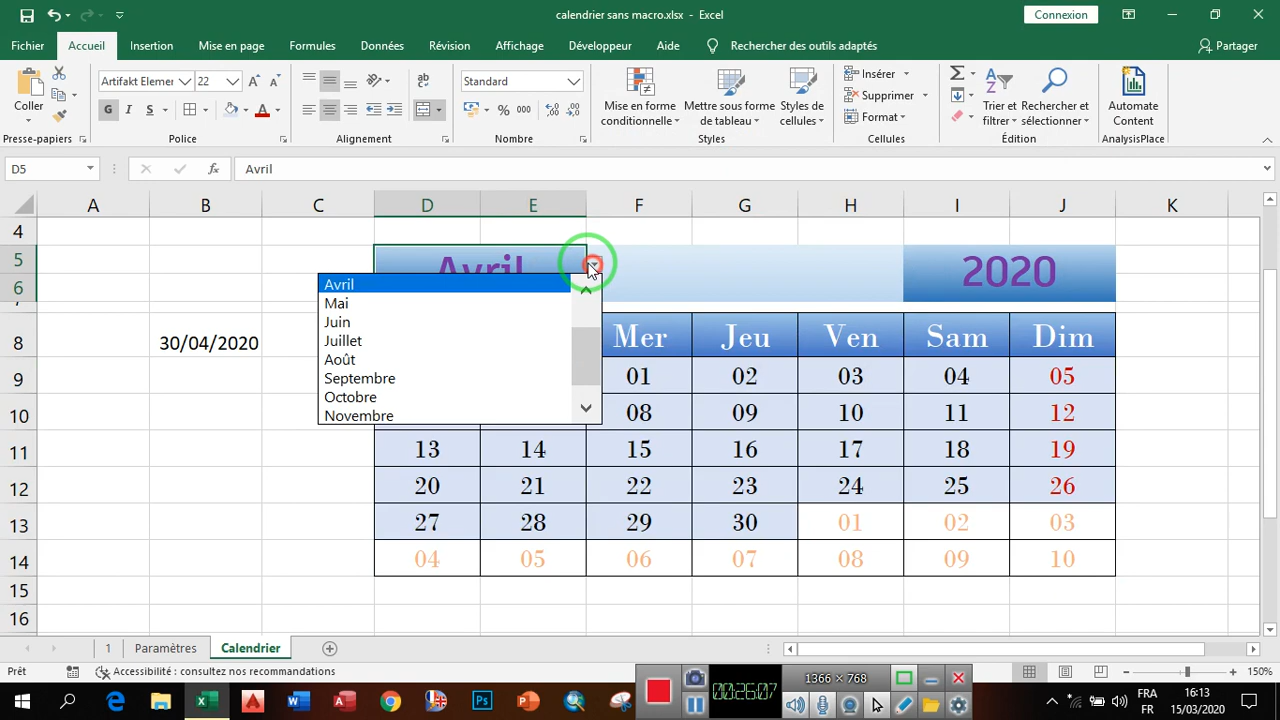 calendrier sans macro.xlsx - Excel
Connexion
Fichier Accueil Insertion Mise en page Formules Données Révision Affichage Développeur Aide Rechercher des outils adaptés Partager
Coller
Artifakt Elemer 22
G I S
Standard
% 000
Mise en forme conditionnelle
Mettre sous forme de tableau
Styles de cellules
Insérer
Supprimer
Format
Trier et filtrer
Rechercher et sélectionner
Automate Content
Presse-papiers Police Alignement Nombre Styles Cellules Édition AnalysisPlace
D5 fx Avril
A B C D E F G H I J K
4
5 Avril 2020
6
7
8 30/04/2020 Mer Jeu Ven Sam Dim
9 01 02 03 04 05
10 08 09 10 11 12
11 13 14 15 16 17 18 19
12 20 21 22 23 24 25 26
13 27 28 29 30 01 02 03
14 04 05 06 07 08 09 10
15
16
Avril
Mai
Juin
Juillet
Août
Septembre
Octobre
Novembre
1 Paramètres Calendrier
Prêt Accessibilité : consultez nos recommandations 150%
1366 × 768
00:26:07
FRA
FR
16:13
15/03/2020